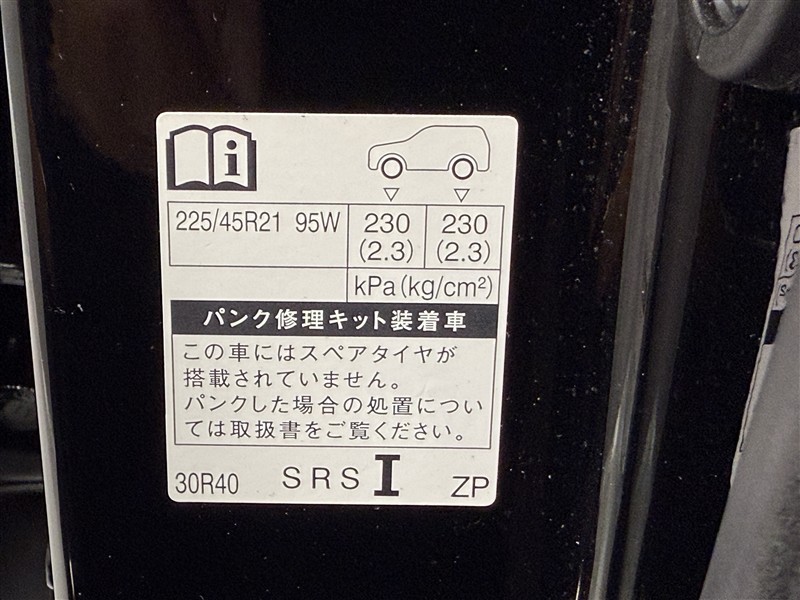 225/45R21 95W 230 230
(2.3) (2.3)
kPa(kg/cm²)
パンク修理キット装着車
この車にはスペアタイヤが
搭載されていません。
パンクした場合の処置につい
ては取扱書をご覧ください。
30R40 SRS I ZP